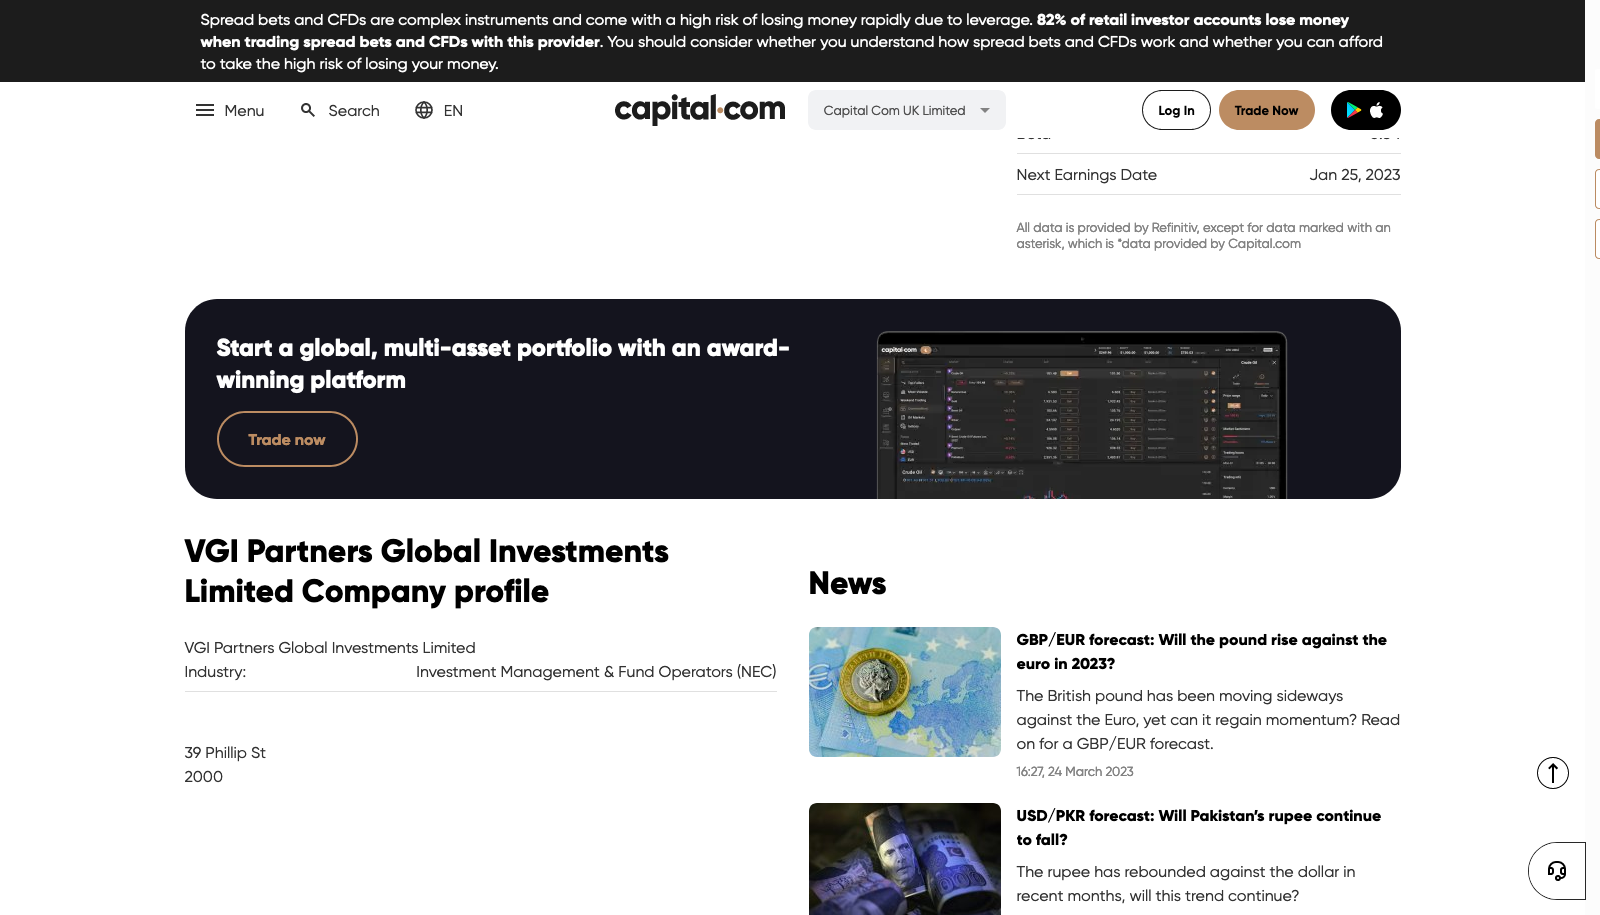 Spread bets and CFDs are complex instruments and come with a high risk of losing money rapidly due to leverage. 82% of retail investor accounts lose money
when trading spread bets and CFDs with this provider. You should consider whether you understand how spread bets and CFDs work and whether you can afford
to take the high risk of losing your money.
Menu
Search
EN
capital.com
Capital Com UK Limited
Log In
Trade Now
Next Earnings Date
Jan 25, 2023
All data is provided by Refinitiv, except for data marked with an
asterisk, which is *data provided by Capital.com
Start a global, multi-asset portfolio with an award-
winning platform
Trade now
capital.com
Crude Oil
Crude Oil
VGI Partners Global Investments
Limited Company profile
VGI Partners Global Investments Limited
Industry:
Investment Management & Fund Operators (NEC)
39 Phillip St
2000
News
GBP/EUR forecast: Will the pound rise against the
euro in 2023?
The British pound has been moving sideways
against the Euro, yet can it regain momentum? Read
on for a GBP/EUR forecast.
16:27, 24 March 2023
USD/PKR forecast: Will Pakistan’s rupee continue
to fall?
The rupee has rebounded against the dollar in
recent months, will this trend continue?